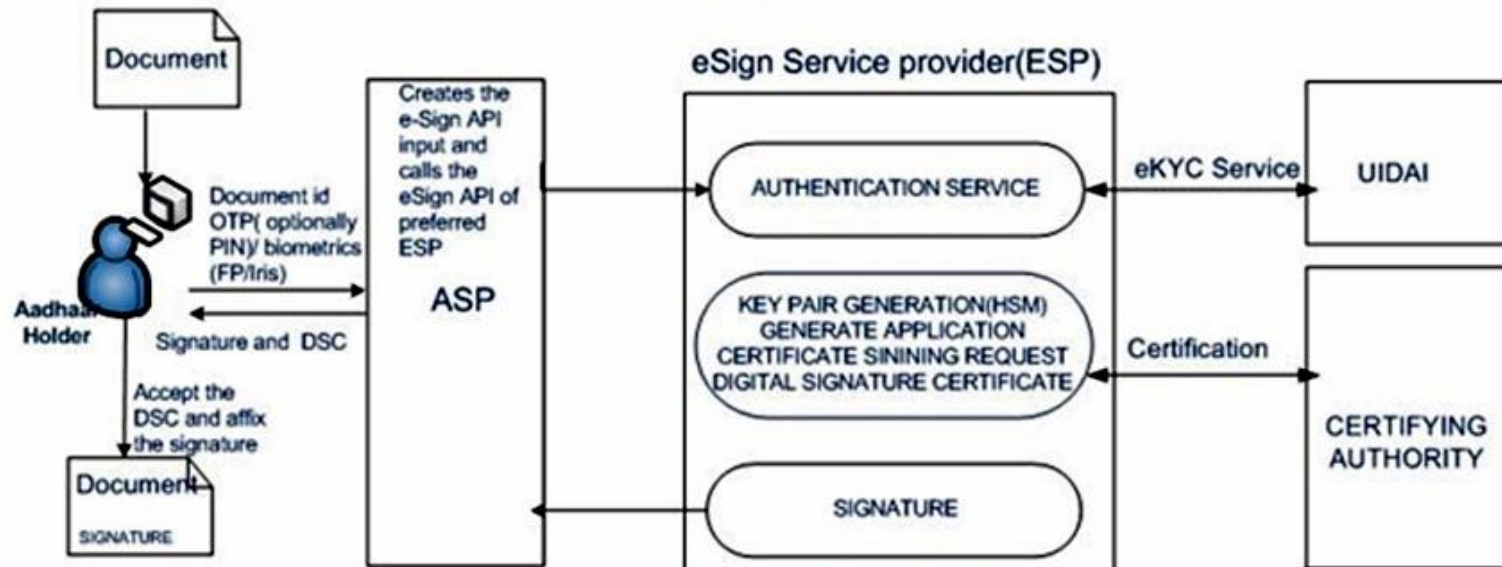 Document
eSign Service provider(ESP)
Creates the
e-Sign API
input and
calls the
eSign API of
preferred
ESP
ASP
AUTHENTICATION SERVICE
eKYC Service
UIDAI
Document id
OTP( optionally
PIN)/ biometrics
(FP/Iris)
Aadhaar
Holder
Signature and DSC
KEY PAIR GENERATION(HSM)
GENERATE APPLICATION
CERTIFICATE SINING REQUEST
DIGITAL SIGNATURE CERTIFICATE
Certification
CERTIFYING
AUTHORITY
Accept the
DSC and affix
the signature
Document
SIGNATURE
SIGNATURE